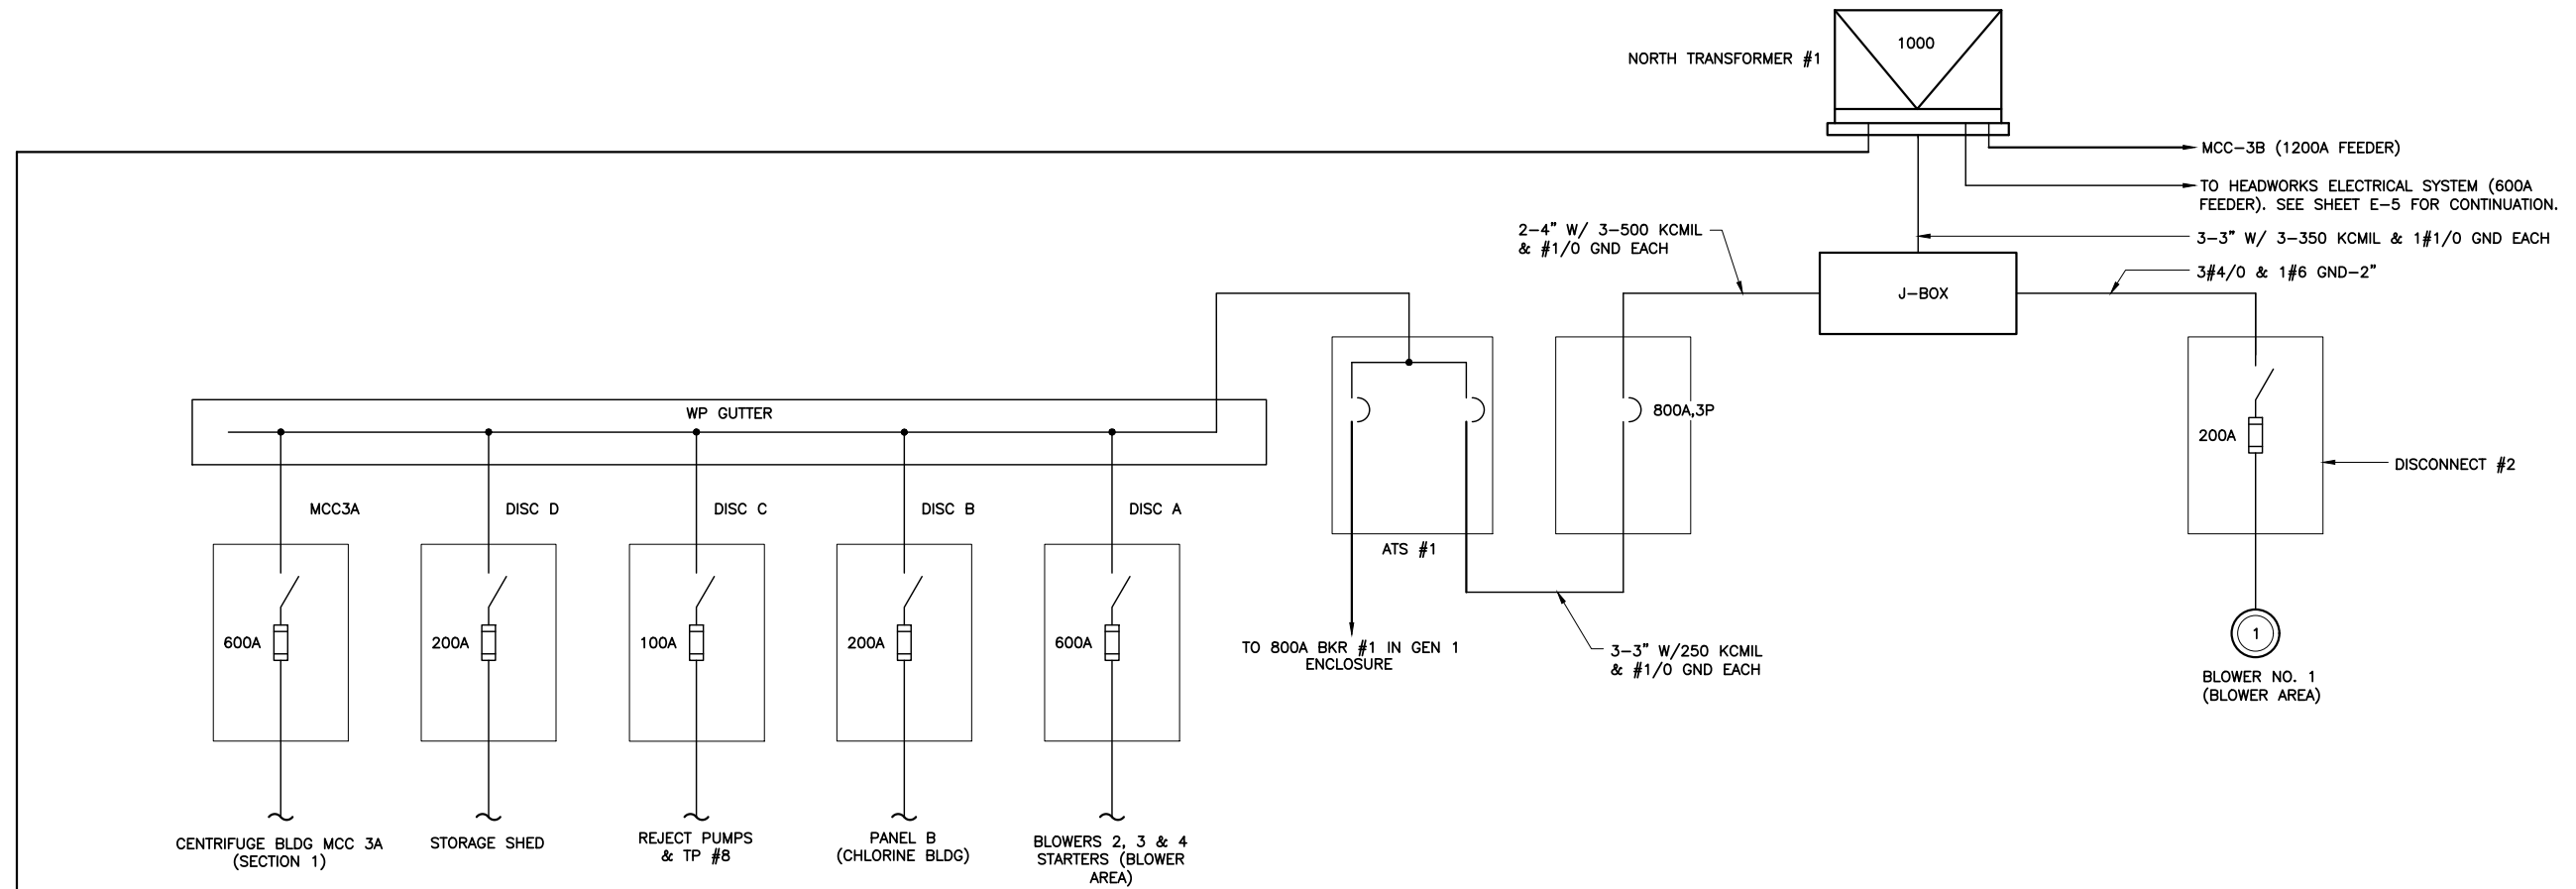 1000
NORTH TRANSFORMER #1
MCC-3B (1200A FEEDER)
TO HEADWORKS ELECTRICAL SYSTEM (600A
FEEDER). SEE SHEET E-5 FOR CONTINUATION.
2-4" W/ 3-500 KCMIL
& #1/0 GND EACH
3-3" W/ 3-350 KCMIL & 1#1/0 GND EACH
3#4/0 & 1#6 GND-2"
J-BOX
WP GUTTER
800A,3P
200A
DISCONNECT #2
MCC3A
DISC D
DISC C
DISC B
DISC A
ATS #1
600A
200A
100A
200A
600A
TO 800A BKR #1 IN GEN 1
ENCLOSURE
3-3" W/250 KCMIL
& #1/0 GND EACH
1
BLOWER NO. 1
(BLOWER AREA)
CENTRIFUGE BLDG MCC 3A
(SECTION 1)
STORAGE SHED
REJECT PUMPS
& TP #8
PANEL B
(CHLORINE BLDG)
BLOWERS 2, 3 & 4
STARTERS (BLOWER
AREA)